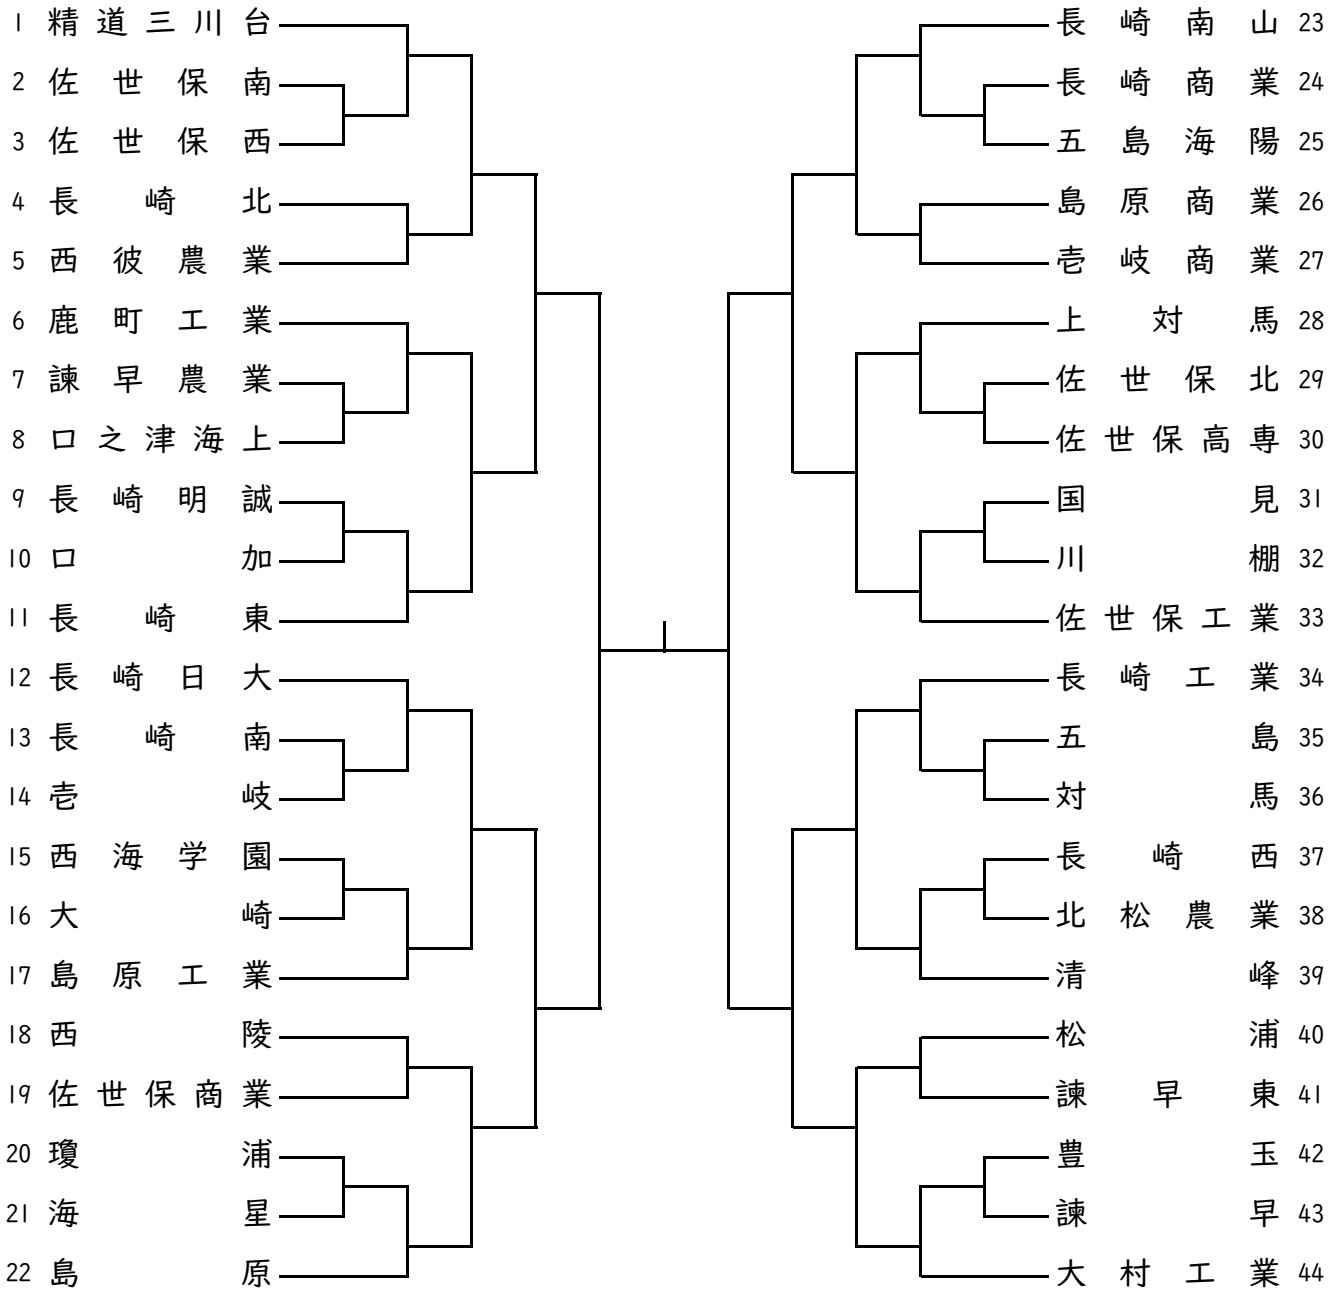 1 精道三川台
2 佐世保南
3 佐世保西
4 長崎北
5 西彼農業
6 鹿町工業
7 諫早農業
8 口之津海上
9 長崎明誠
10 口加
11 長崎東
12 長崎日大
13 長崎南
14 壱岐
15 西海学園
16 大崎
17 島原工業
18 西陵
19 佐世保商業
20 瓊浦
21 海星
22 島原
長崎南山 23
長崎商業 24
五島海陽 25
島原商業 26
壱岐商業 27
上対馬 28
佐世保北 29
佐世保高専 30
国見 31
川棚 32
佐世保工業 33
長崎工業 34
五島 35
対馬 36
長崎西 37
北松農業 38
清峰 39
松浦 40
諫早東 41
豊玉 42
諫早 43
大村工業 44